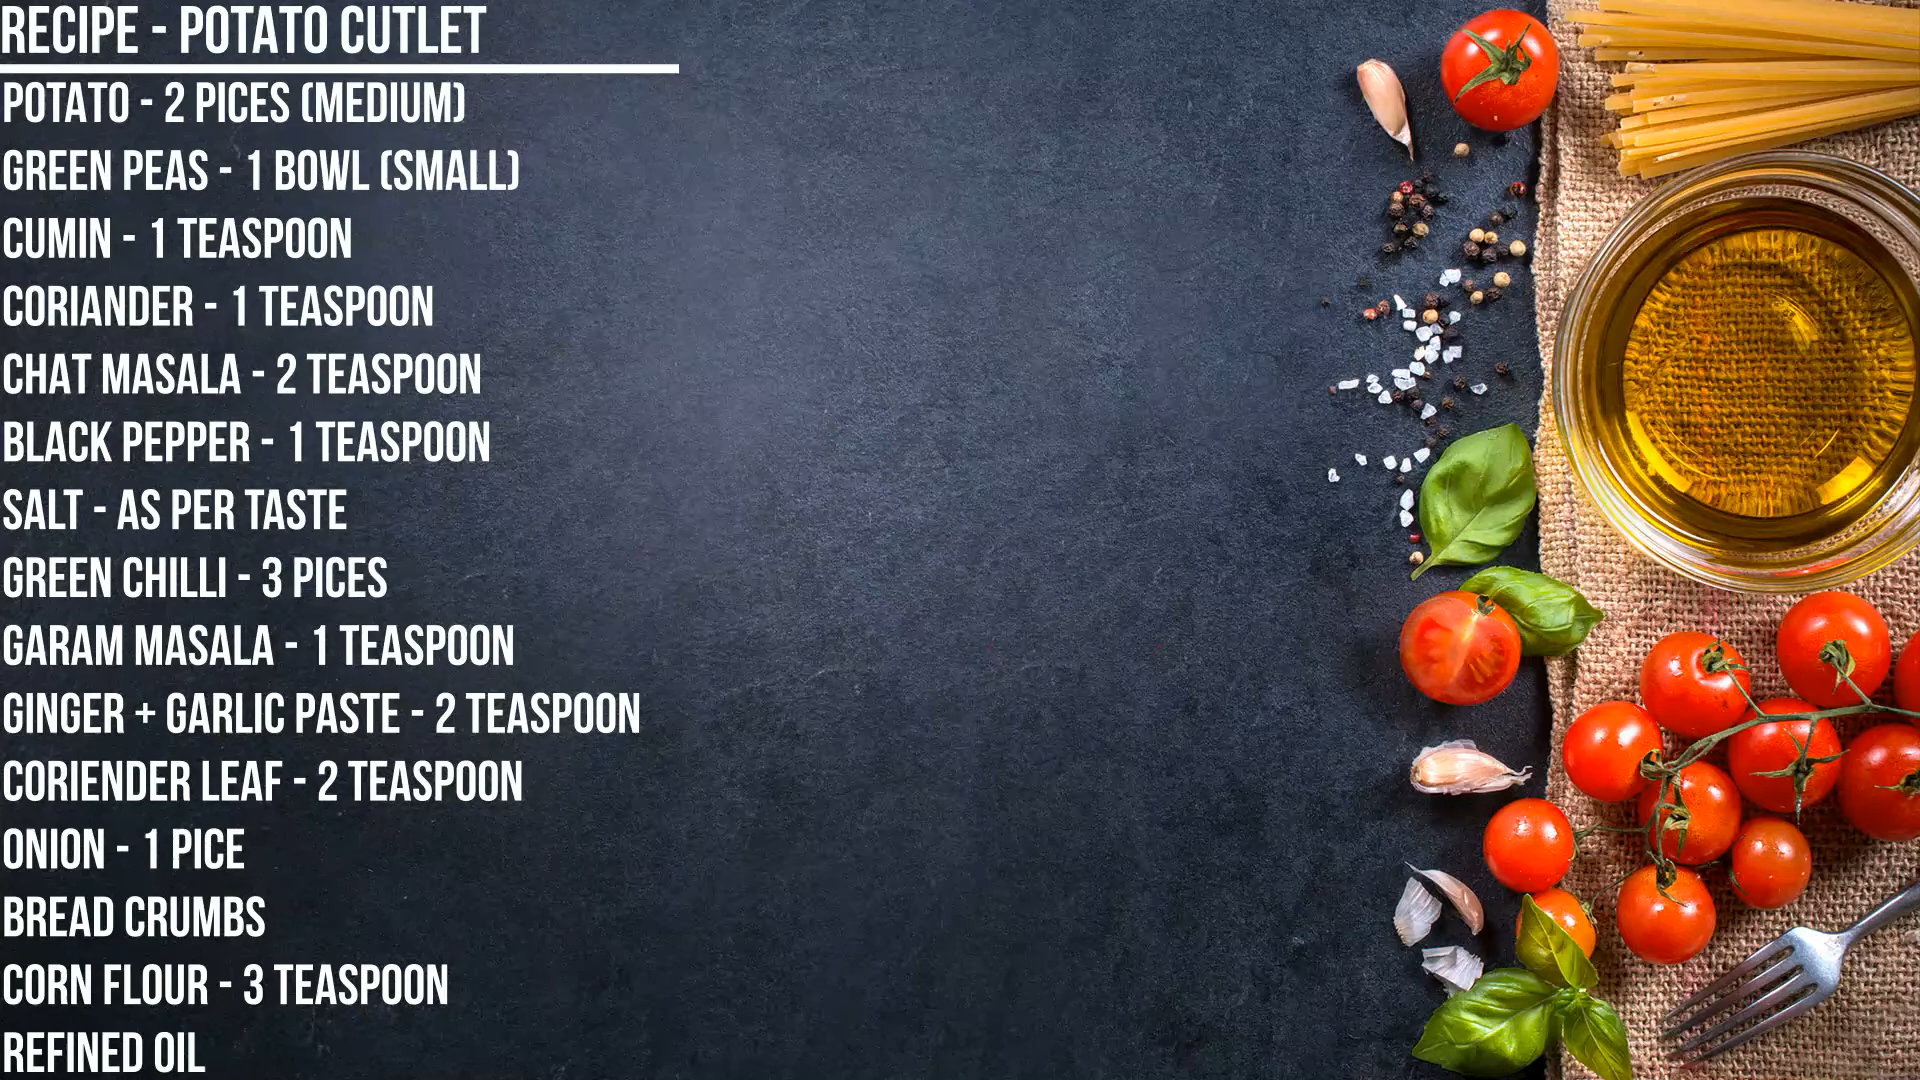 RECIPE - POTATO CUTLET
POTATO - 2 PICES (MEDIUM)
GREEN PEAS - 1 BOWL (SMALL)
CUMIN - 1 TEASPOON
CORIANDER - 1 TEASPOON
CHAT MASALA - 2 TEASPOON
BLACK PEPPER - 1 TEASPOON
SALT - AS PER TASTE
GREEN CHILLI - 3 PICES
GARAM MASALA - 1 TEASPOON
GINGER + GARLIC PASTE - 2 TEASPOON
CORIENDER LEAF - 2 TEASPOON
ONION - 1 PICE
BREAD CRUMBS
CORN FLOUR - 3 TEASPOON
REFINED OIL